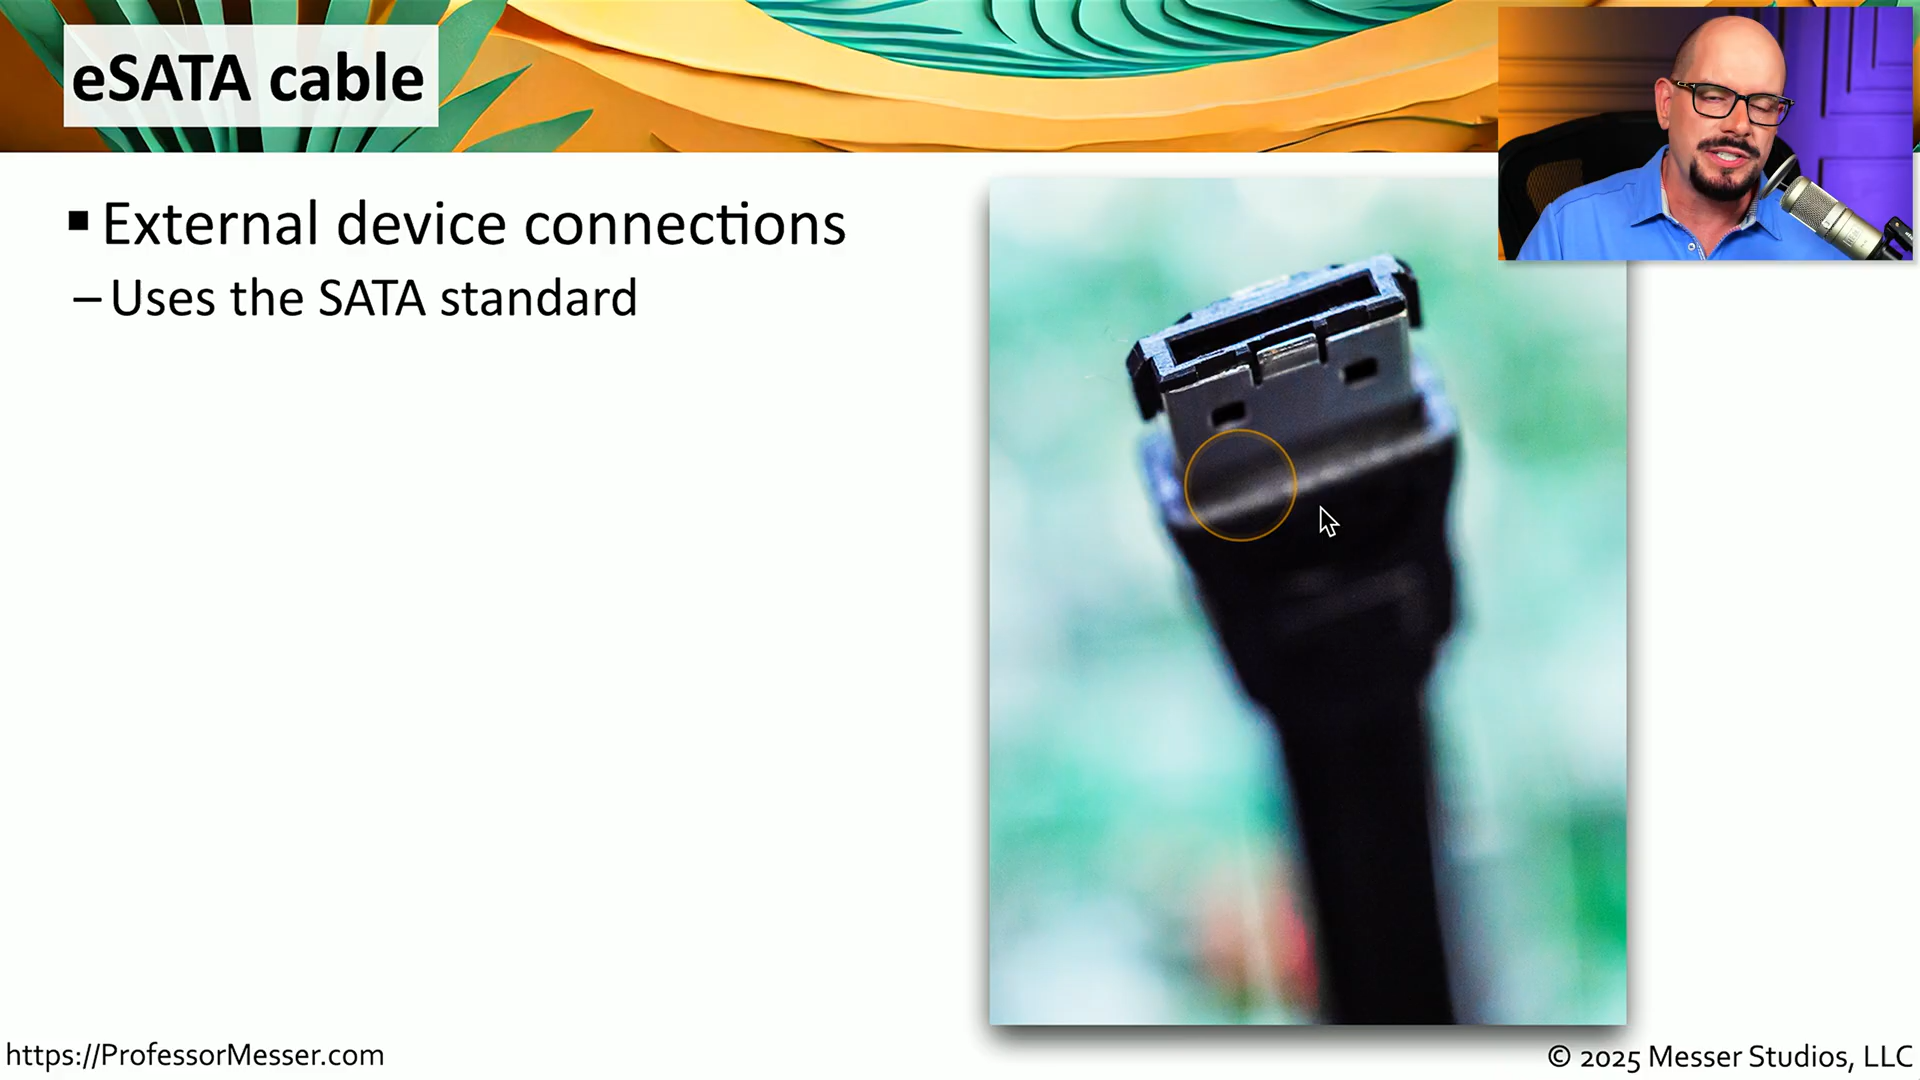 eSATA cable
▪ External device connections
– Uses the SATA standard
https://ProfessorMesser.com
© 2025 Messer Studios, LLC